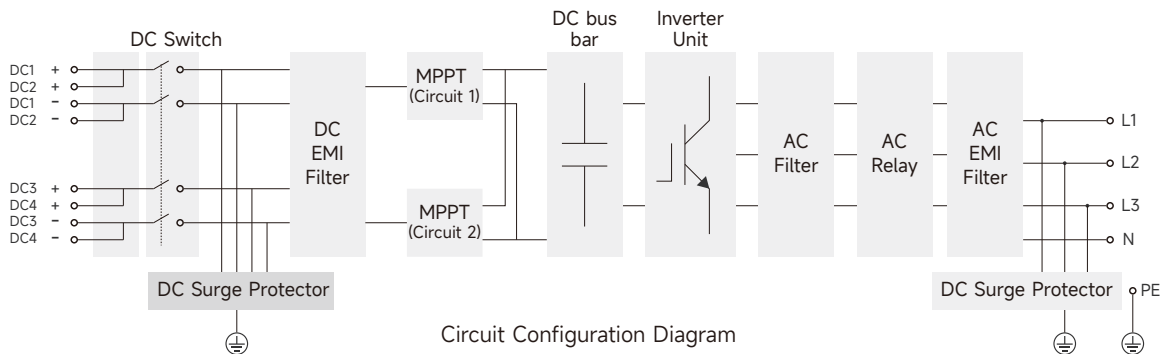 DC Switch
DC1 +
DC2 +
DC1 -
DC2 -
DC3 +
DC4 +
DC3 -
DC4 -
DC Surge Protector
DC
EMI
Filter
MPPT
(Circuit 1)
MPPT
(Circuit 2)
DC bus
bar
Inverter
Unit
AC
Filter
AC
Relay
AC
EMI
Filter
L1
L2
L3
N
DC Surge Protector
PE
Circuit Configuration Diagram